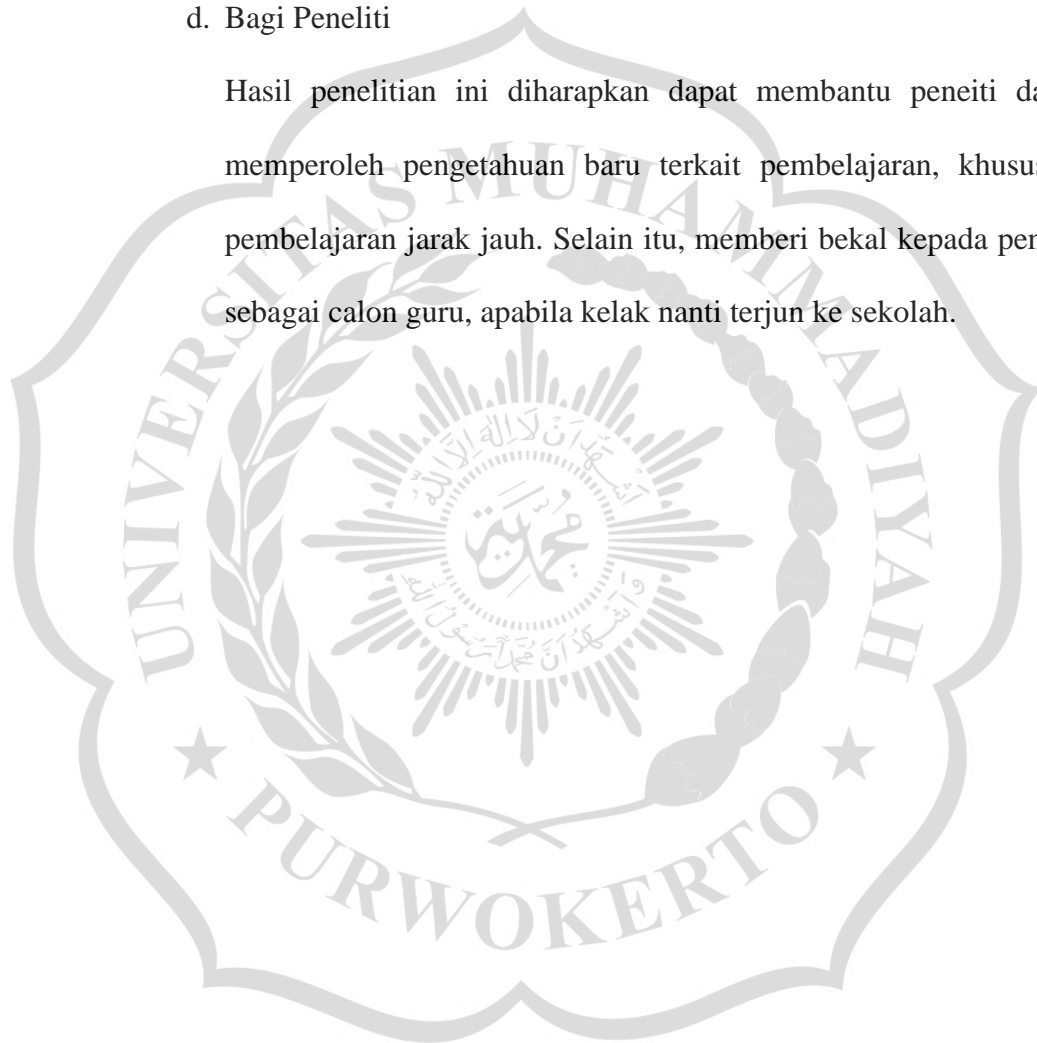 d. Bagi Peneliti
Hasil penelitian ini diharapkan dapat membantu peneiti da
memperoleh pengetahuan baru terkait pembelajaran, khusus
pembelajaran jarak jauh. Selain itu, memberi bekal kepada pen
sebagai calon guru, apabila kelak nanti terjun ke sekolah.
UNIVERSITAS MUHAMMADIYAH
PURWOKERTO